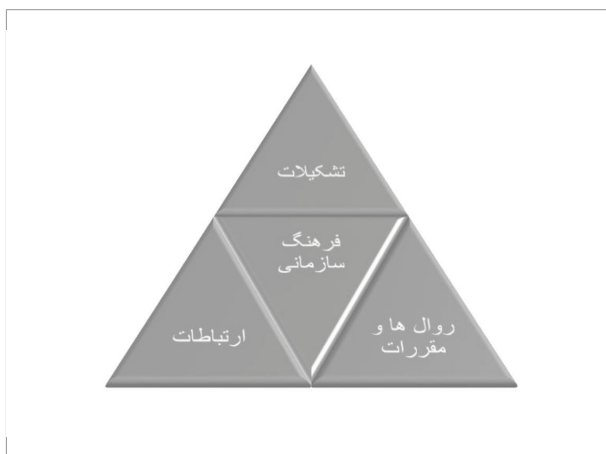 تشکیلات
فرهنگ
سازمانی
روال ها و
مقررات
ارتباطات